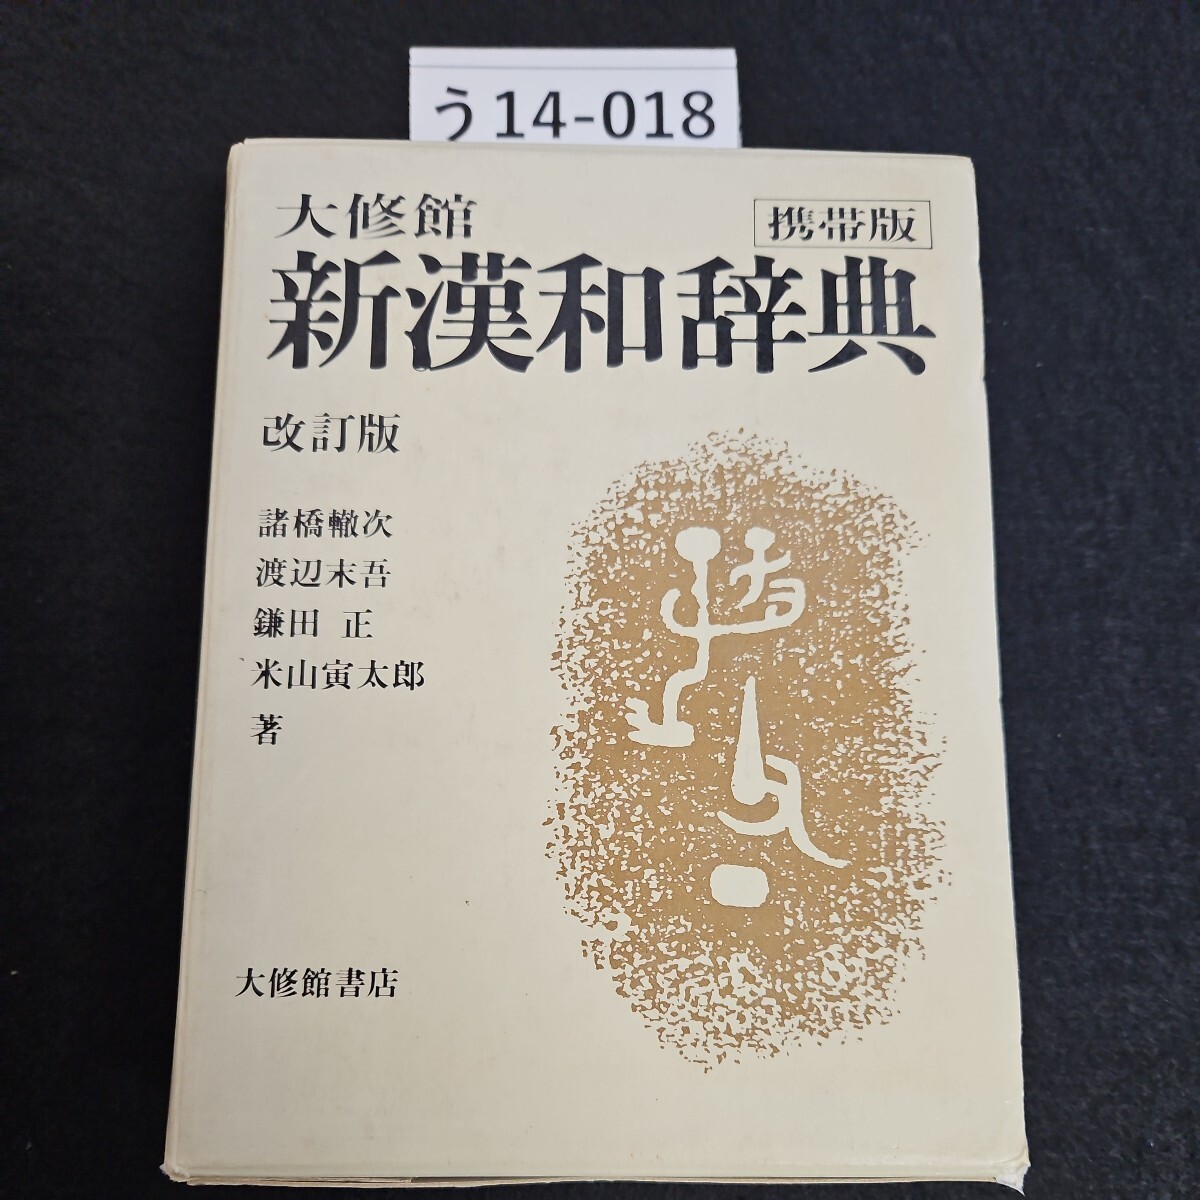 う14-018
大修館
携帯版
新漢和辞典
改訂版
諸橋轍次
渡辺末吾
鎌田 正
米山寅太郎
著
大修館書店